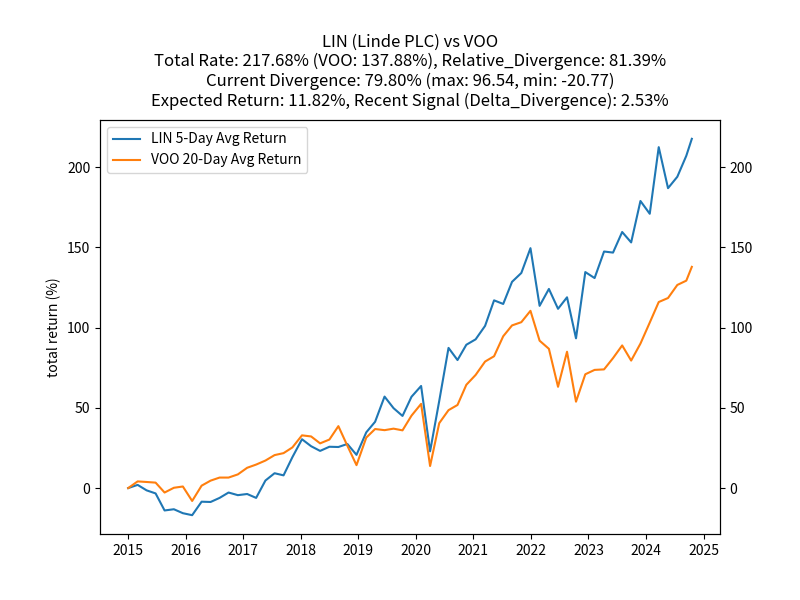 LIN (Linde PLC) vs VOO
Total Rate: 217.68% (VOO: 137.88%), Relative_Divergence: 81.39%
Current Divergence: 79.80% (max: 96.54, min: -20.77)
Expected Return: 11.82%, Recent Signal (Delta_Divergence): 2.53%
LIN 5-Day Avg Return
VOO 20-Day Avg Return
total return (%)
200 200
150 150
100 100
50 50
0 0
2015 2016 2017 2018 2019 2020 2021 2022 2023 2024 2025